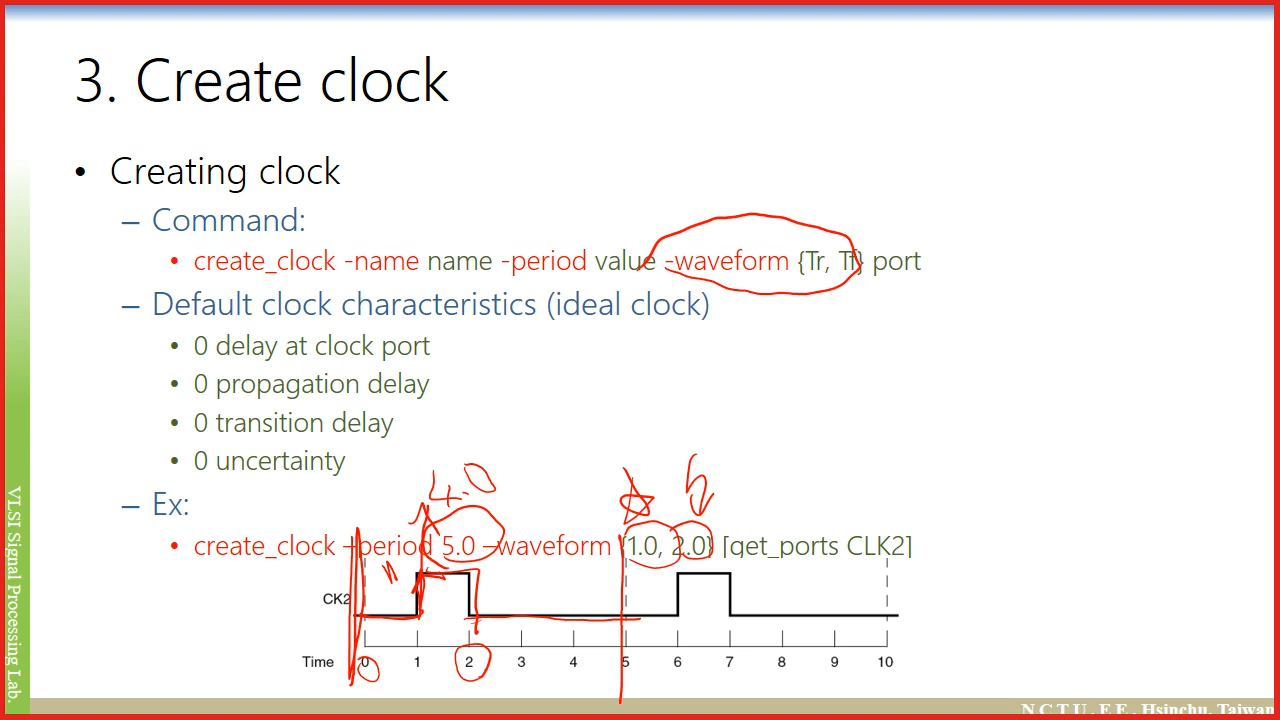 3. Create clock
• Creating clock
– Command:
• create_clock -name name -period value -waveform {Tr, Tf} port
– Default clock characteristics (ideal clock)
• 0 delay at clock port
• 0 propagation delay
• 0 transition delay
• 0 uncertainty
4.0
– Ex:
• create_clock –period 5.0 –waveform {1.0, 2.0} [get_ports CLK2]
CK2
Time 0 1 2 3 4 5 6 7 8 9 10
0
VLSI Signal Processing Lab.
N C T U . E E . Hsinchu, Taiwan